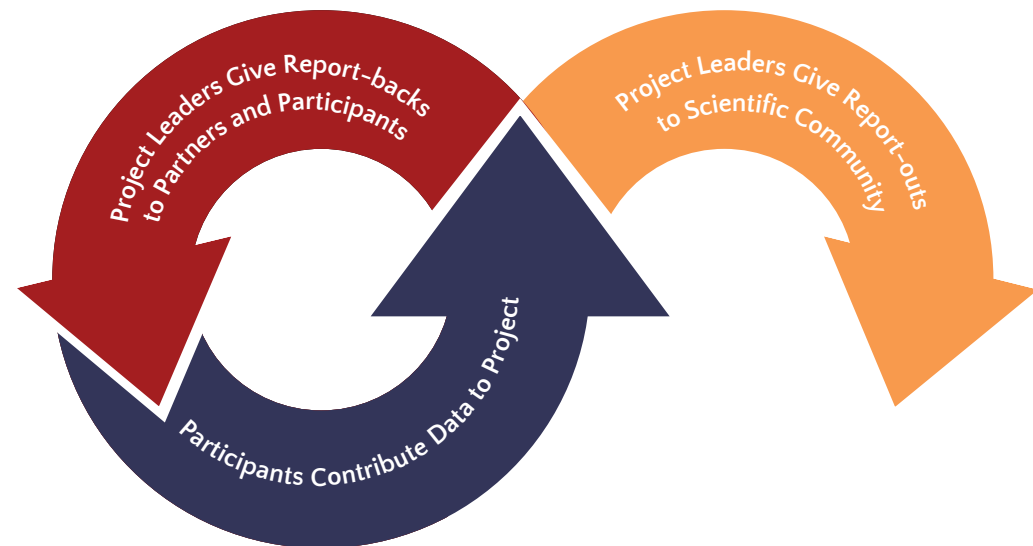 Project Leaders Give Report-backs
to Partners and Participants
Project Leaders Give Report-outs
to Scientific Community
Participants Contribute Data to Project